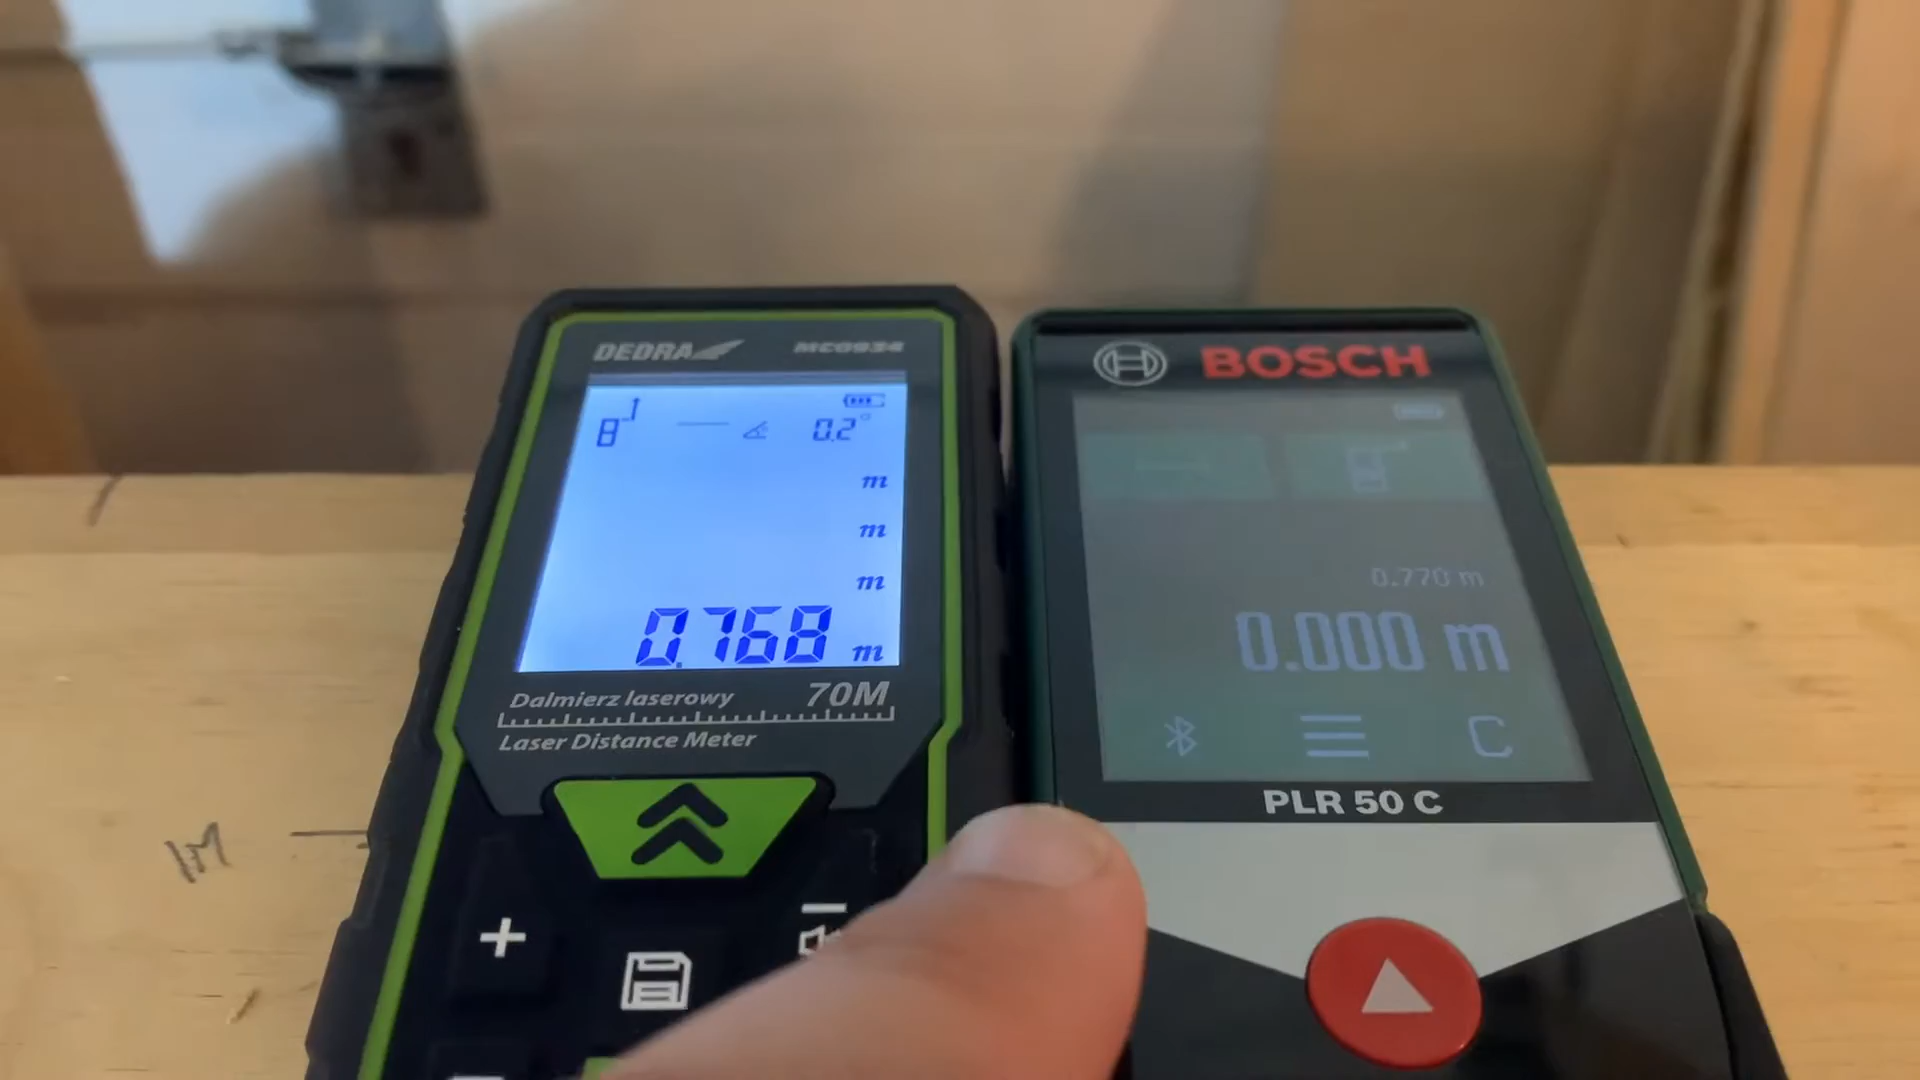 DEDRA MC0934
0.2°
m
m
m
0.768 m
Dalmierz laserowy 70M
Laser Distance Meter
+
BOSCH
0.770 m
0.000 m
C
PLR 50 C
1M